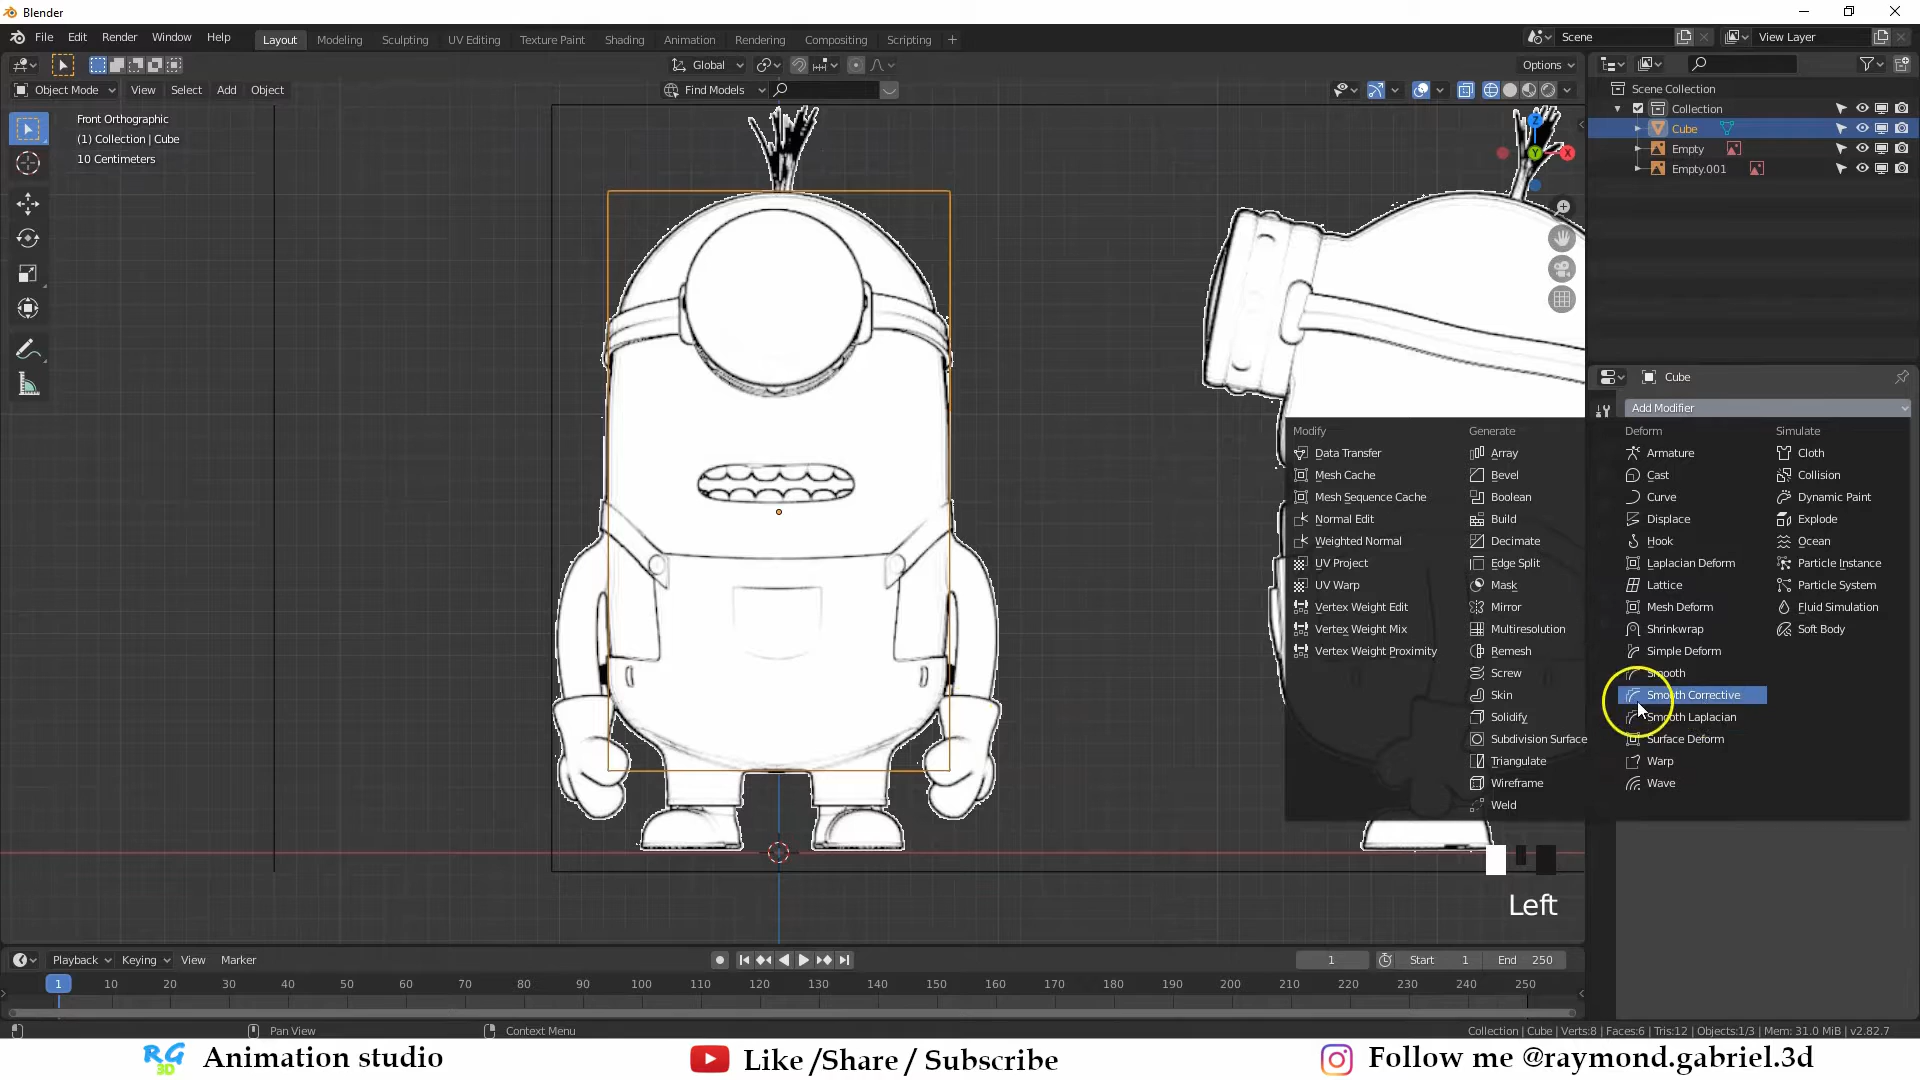 Blender
File Edit Render Window Help
Layout Modeling Sculpting UV Editing Texture Paint Shading Animation Rendering Compositing Scripting +
Scene
View Layer
Global
Options
Object Mode View Select Add Object
Find Models
Front Orthographic
(1) Collection | Cube
10 Centimeters
Z
Y
X
Scene Collection
Collection
Cube
Empty
Empty.001
Cube
Add Modifier
Modify
Data Transfer
Mesh Cache
Mesh Sequence Cache
Normal Edit
Weighted Normal
UV Project
UV Warp
Vertex Weight Edit
Vertex Weight Mix
Vertex Weight Proximity
Generate
Array
Bevel
Boolean
Build
Decimate
Edge Split
Mask
Mirror
Multiresolution
Remesh
Screw
Skin
Solidify
Subdivision Surface
Triangulate
Wireframe
Weld
Deform
Armature
Cast
Curve
Displace
Hook
Laplacian Deform
Lattice
Mesh Deform
Shrinkwrap
Simple Deform
Smooth
Smooth Corrective
Smooth Laplacian
Surface Deform
Warp
Wave
Simulate
Cloth
Collision
Dynamic Paint
Explode
Ocean
Particle Instance
Particle System
Fluid Simulation
Soft Body
Left
Playback Keying View Marker
1 Start 1 End 250
1 10 20 30 40 50 60 70 80 90 100 110 120 130 140 150 160 170 180 190 200 210 220 230 240 250
Pan View
Context Menu
Collection | Cube | Verts:8 | Faces:6 | Tris:12 | Objects:1/3 | Mem: 31.0 MiB | v2.82.7
RG
3D
Animation studio
Like /Share / Subscribe
Follow me @raymond.gabriel.3d